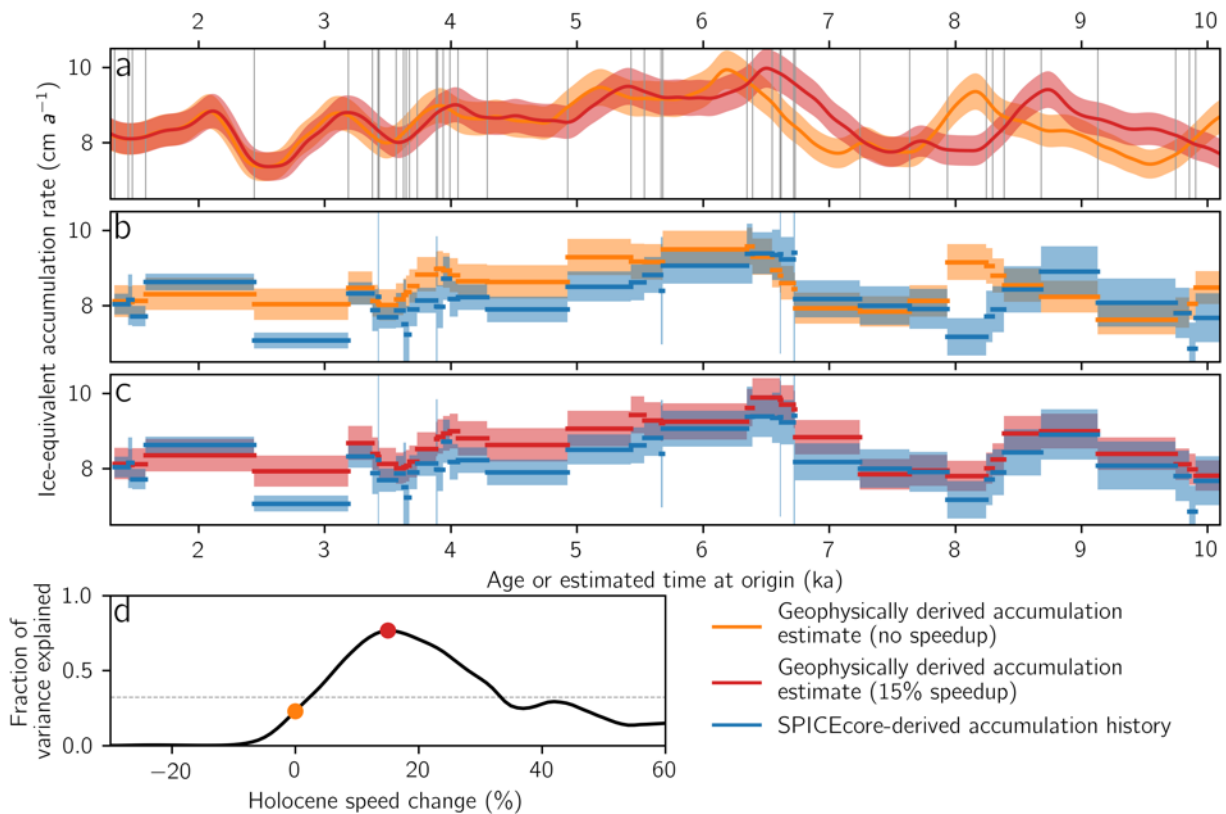 2 3 4 5 6 7 8 9 10
a
10
8
b
10
8
c
10
8
Ice-equivalent accumulation rate (cm a⁻¹)
2 3 4 5 6 7 8 9 10
Age or estimated time at origin (ka)
d
1.0
0.5
0.0
Fraction of
variance explained
−20 0 20 40 60
Holocene speed change (%)
Geophysically derived accumulation
estimate (no speedup)
Geophysically derived accumulation
estimate (15% speedup)
SPICEcore-derived accumulation history